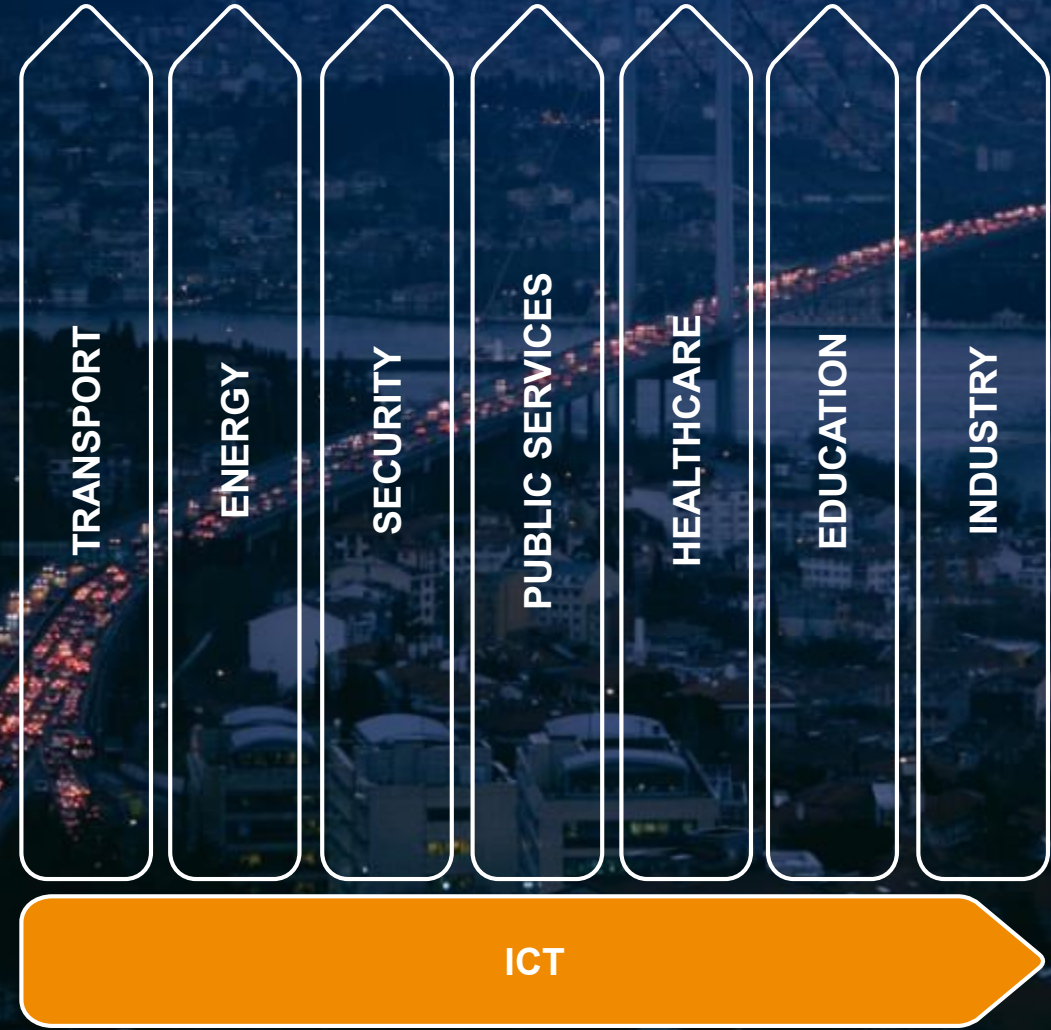 TRANSPORT
ENERGY
SECURITY
PUBLIC SERVICES
HEALTHCARE
EDUCATION
INDUSTRY
ICT